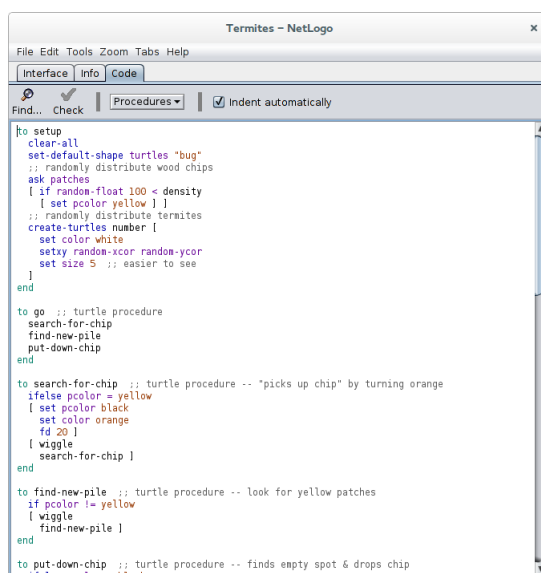 Termites – NetLogo ×
File Edit Tools Zoom Tabs Help
Interface Info Code
Find... Check Procedures Indent automatically
to setup
  clear-all
  set-default-shape turtles "bug"
  ;; randomly distribute wood chips
  ask patches
  [ if random-float 100 < density
    [ set pcolor yellow ] ]
  ;; randomly distribute termites
  create-turtles number [
    set color white
    setxy random-xcor random-ycor
    set size 5  ;; easier to see
  ]
end
to go  ;; turtle procedure
  search-for-chip
  find-new-pile
  put-down-chip
end
to search-for-chip  ;; turtle procedure -- "picks up chip" by turning orange
  ifelse pcolor = yellow
  [ set pcolor black
    set color orange
    fd 20 ]
  [ wiggle
    search-for-chip ]
end
to find-new-pile  ;; turtle procedure -- look for yellow patches
  if pcolor != yellow
  [ wiggle
    find-new-pile ]
end
to put-down-chip  ;; turtle procedure -- finds empty spot & drops chip